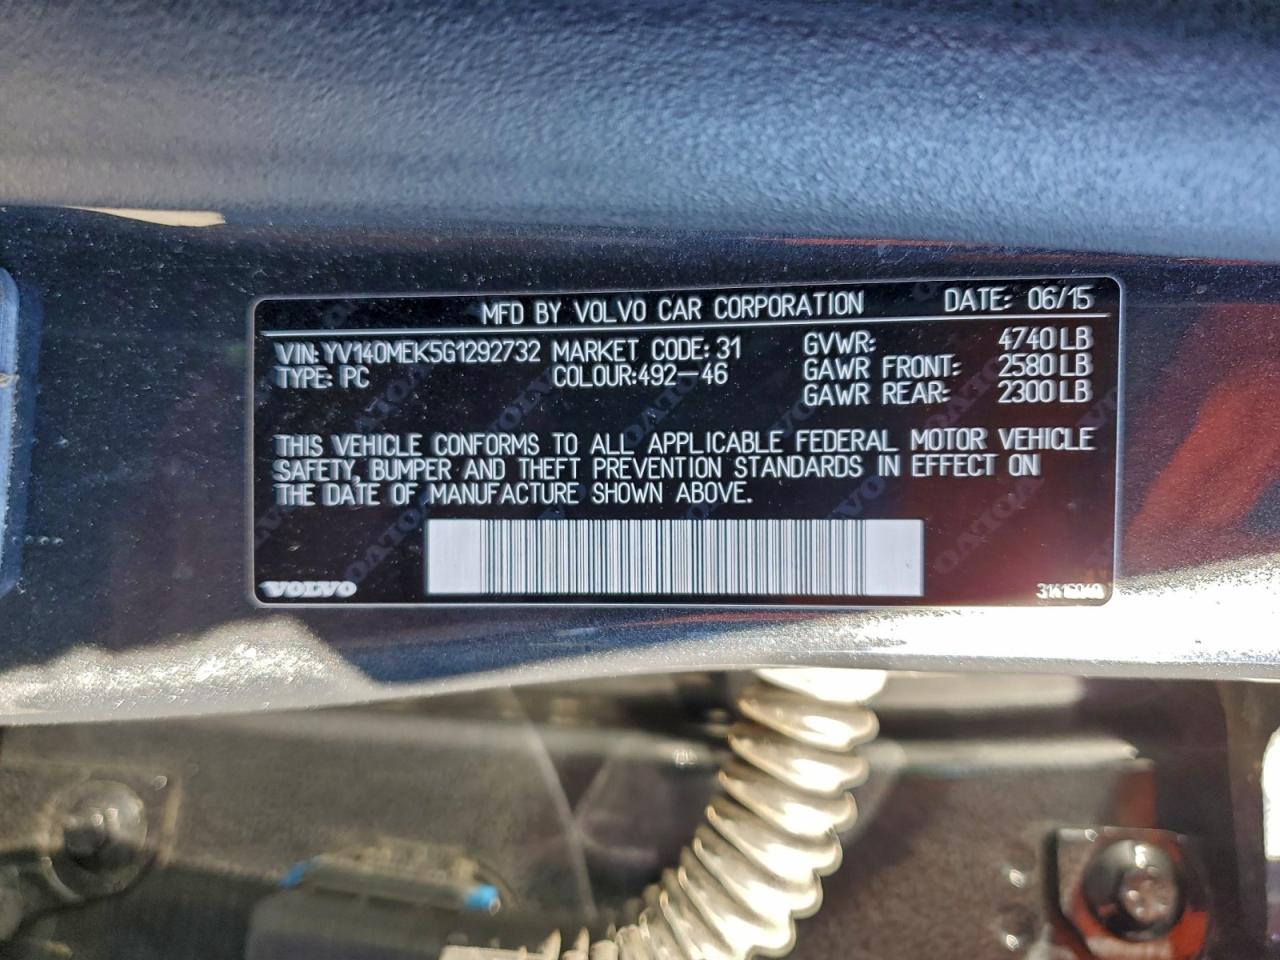 MFD BY VOLVO CAR CORPORATION DATE: 06/15
VIN: YV140MEK5G1292732 MARKET CODE: 31 GVWR: 4740 LB
TYPE: PC COLOUR:492-46 GAWR FRONT: 2580 LB
GAWR REAR: 2300 LB
THIS VEHICLE CONFORMS TO ALL APPLICABLE FEDERAL MOTOR VEHICLE
SAFETY, BUMPER AND THEFT PREVENTION STANDARDS IN EFFECT ON
THE DATE OF MANUFACTURE SHOWN ABOVE.
VOLVO